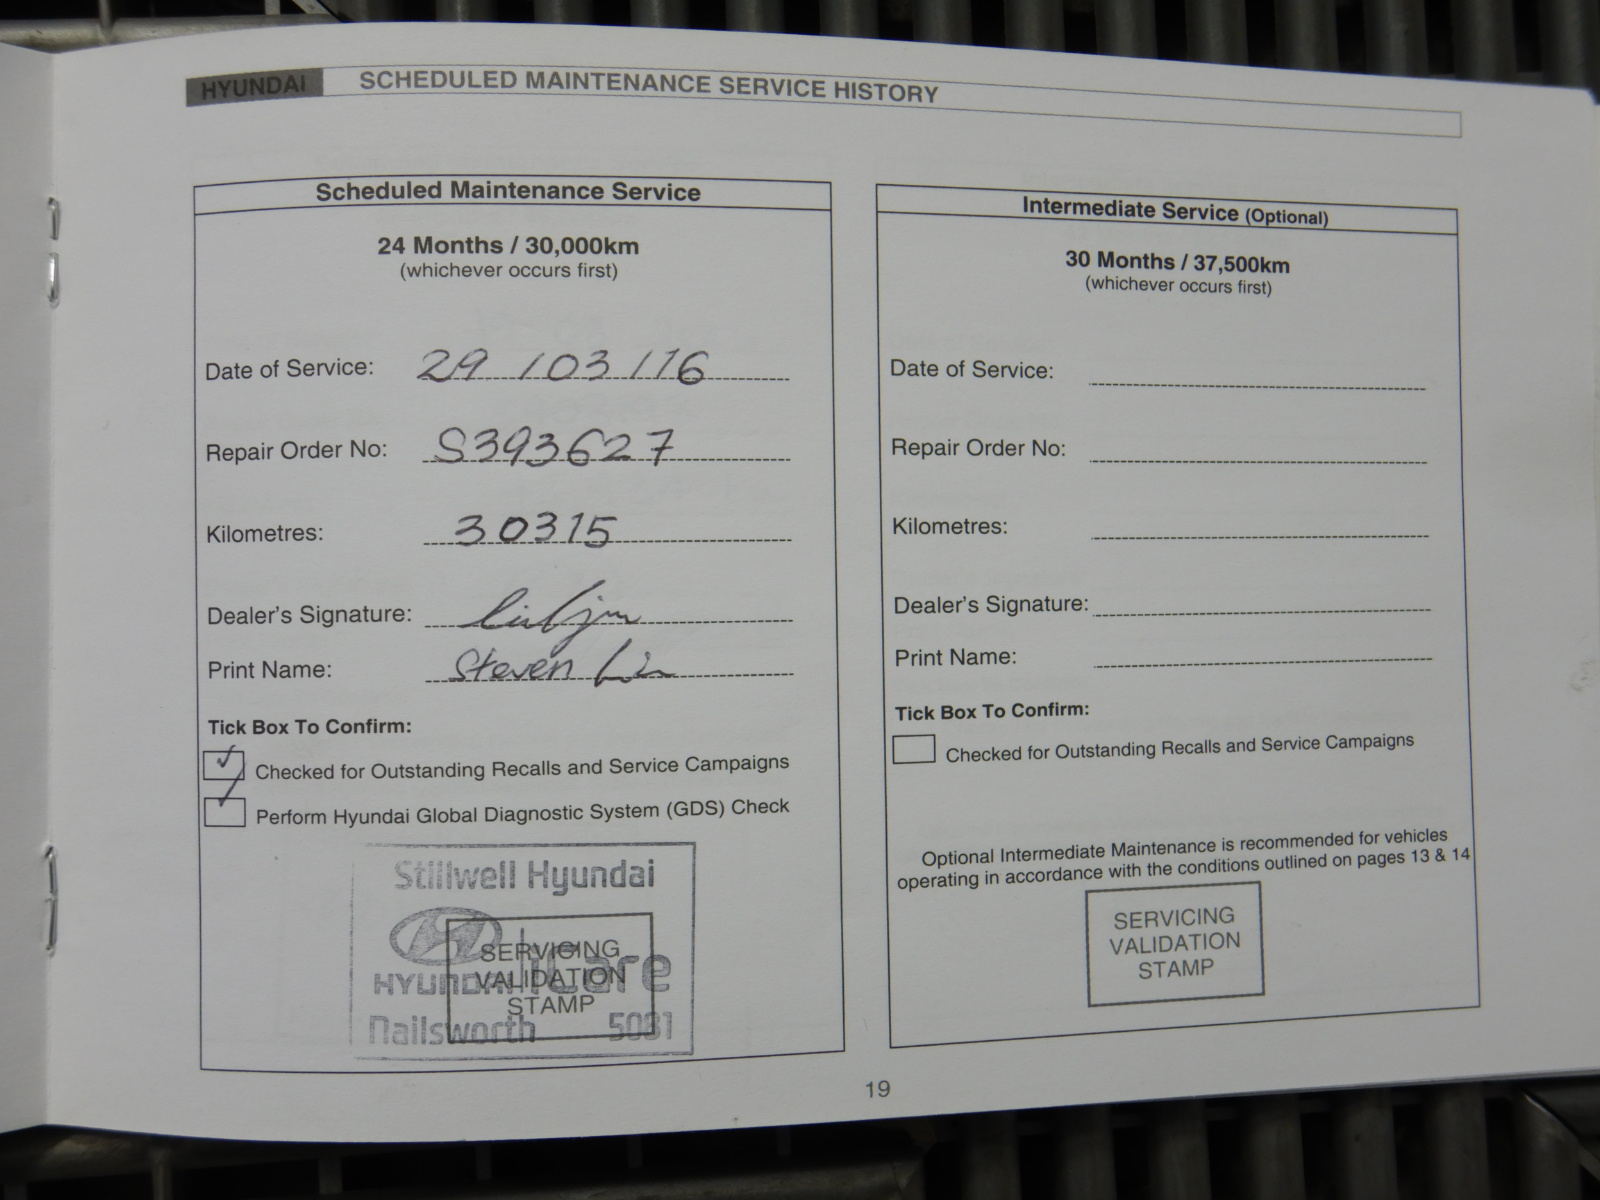 HYUNDAI SCHEDULED MAINTENANCE SERVICE HISTORY
Scheduled Maintenance Service
24 Months / 30,000km
(whichever occurs first)
Date of Service: 29 / 03 / 16
Repair Order No: S393627
Kilometres: 30315
Dealer's Signature:
Print Name: Steven Lin
Tick Box To Confirm:
Checked for Outstanding Recalls and Service Campaigns
Perform Hyundai Global Diagnostic System (GDS) Check
Stillwell Hyundai
SERVICING
VALIDATION
STAMP
HYUNDAI iCare
Nailsworth 5081
Intermediate Service (Optional)
30 Months / 37,500km
(whichever occurs first)
Date of Service:
Repair Order No:
Kilometres:
Dealer's Signature:
Print Name:
Tick Box To Confirm:
Checked for Outstanding Recalls and Service Campaigns
Optional Intermediate Maintenance is recommended for vehicles
operating in accordance with the conditions outlined on pages 13 & 14
SERVICING
VALIDATION
STAMP
19